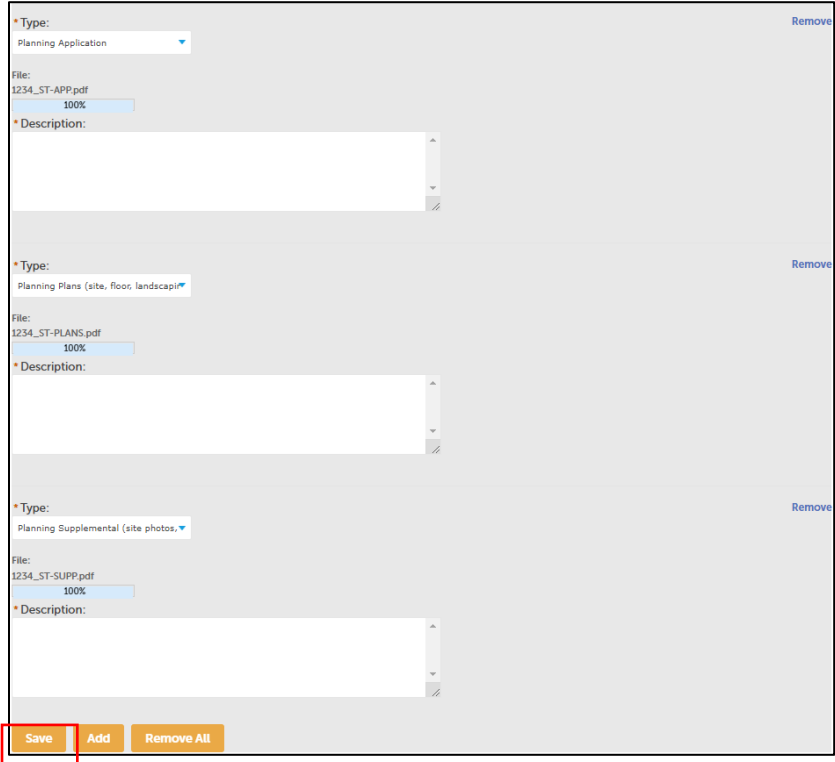 *Type: Remove
Planning Application
File:
1234_ST-APP.pdf
100%
*Description:
*Type: Remove
Planning Plans (site, floor, landscapin
File:
1234_ST-PLANS.pdf
100%
*Description:
*Type: Remove
Planning Supplemental (site photos,
File:
1234_ST-SUPP.pdf
100%
*Description:
Save Add Remove All